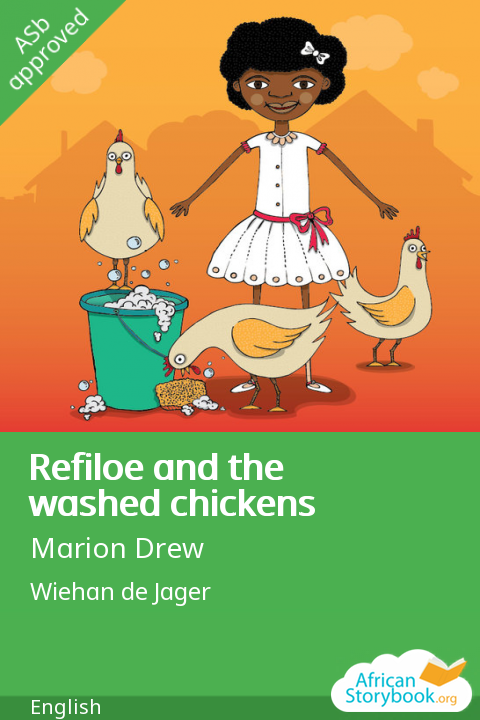 ASb
approved
Refiloe and the
washed chickens
Marion Drew
Wiehan de Jager
African
Storybook.org
English